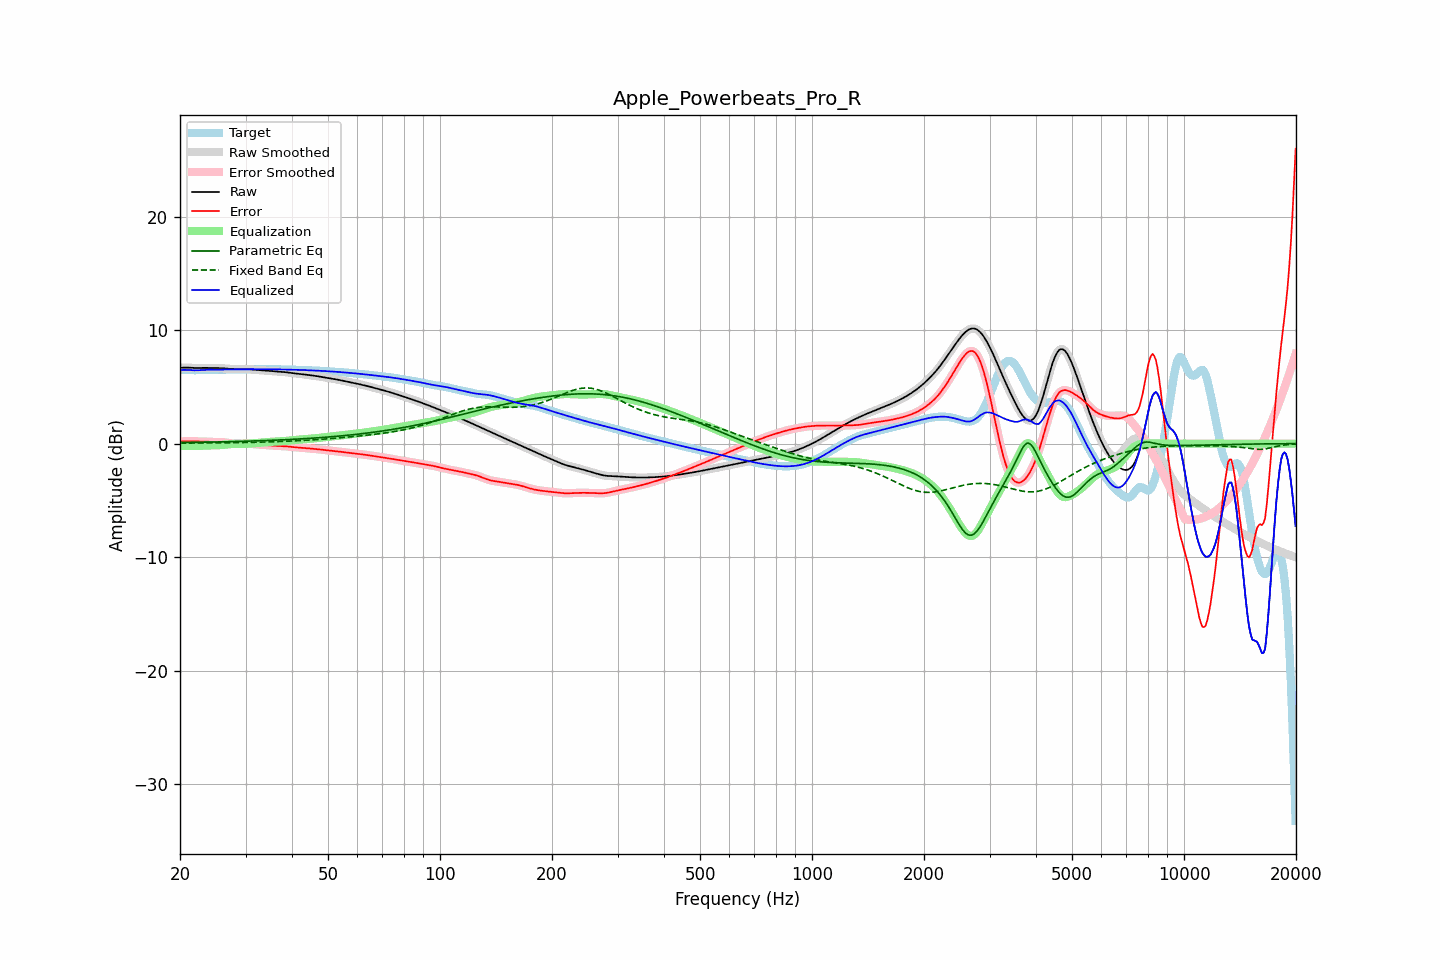 Apple_Powerbeats_Pro_R
Target
Raw Smoothed
Error Smoothed
Raw
Error
Equalization
Parametric Eq
Fixed Band Eq
Equalized
Amplitude (dBr)
20
10
0
−10
−20
−30
20 50 100 200 500 1000 2000 5000 10000 20000
Frequency (Hz)